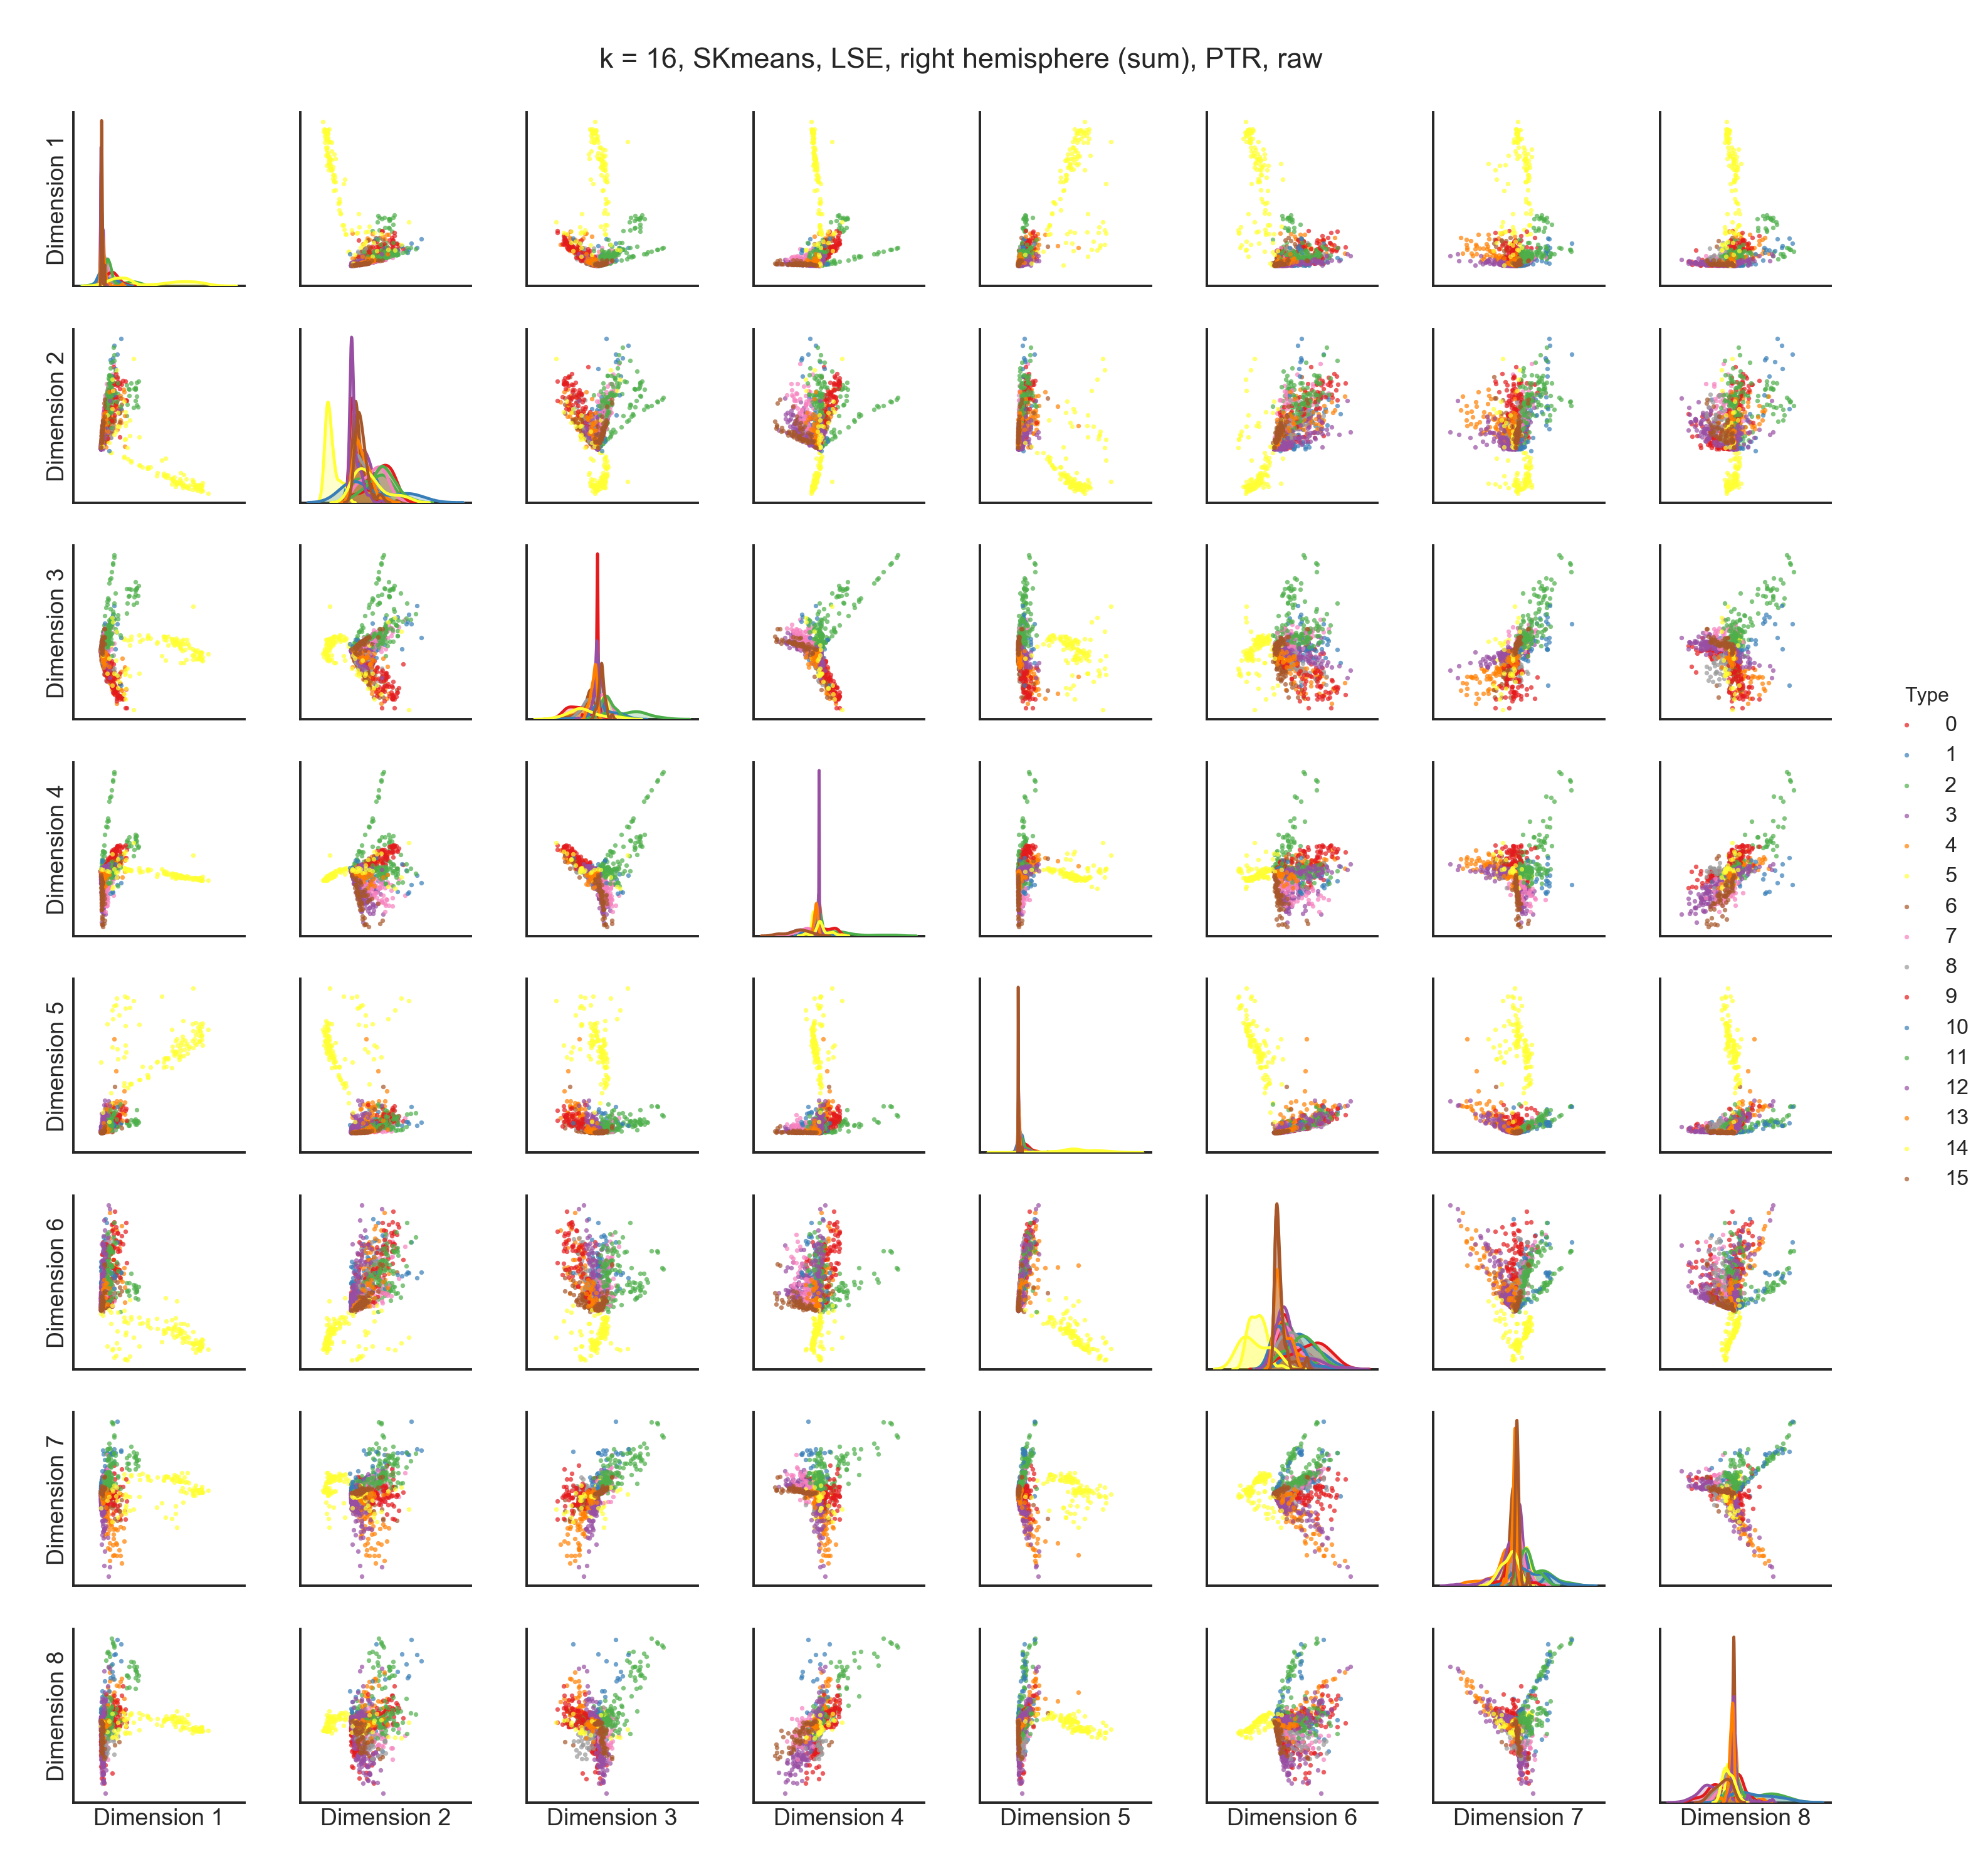 k = 16, SKmeans, LSE, right hemisphere (sum), PTR, raw
Dimension 1
Dimension 2
Dimension 3
Dimension 4
Dimension 5
Dimension 6
Dimension 7
Dimension 8
Type
0
1
2
3
4
5
6
7
8
9
10
11
12
13
14
15
Dimension 1
Dimension 2
Dimension 3
Dimension 4
Dimension 5
Dimension 6
Dimension 7
Dimension 8